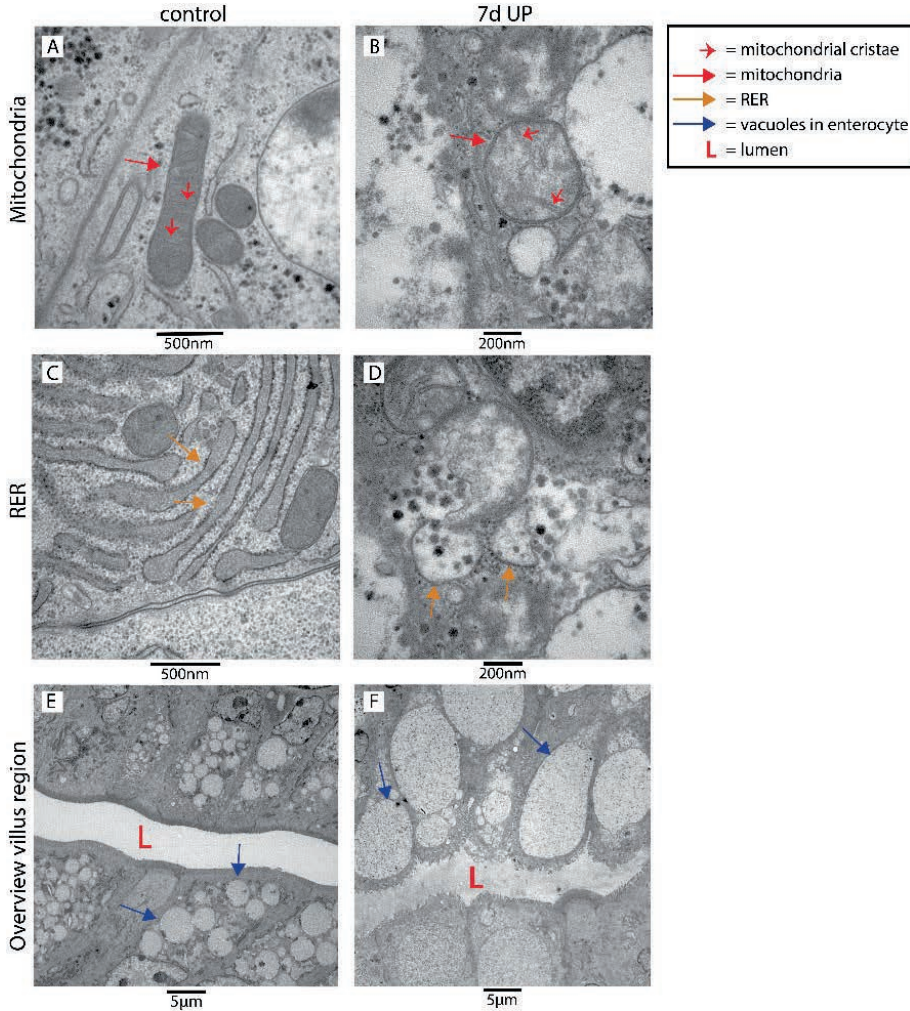 control
7d UP
A
B
Mitochondria
500nm
200nm
C
D
RER
500nm
200nm
E
F
L
L
Overview villus region
5µm
5µm
= mitochondrial cristae
= mitochondria
= RER
= vacuoles in enterocyte
L = lumen